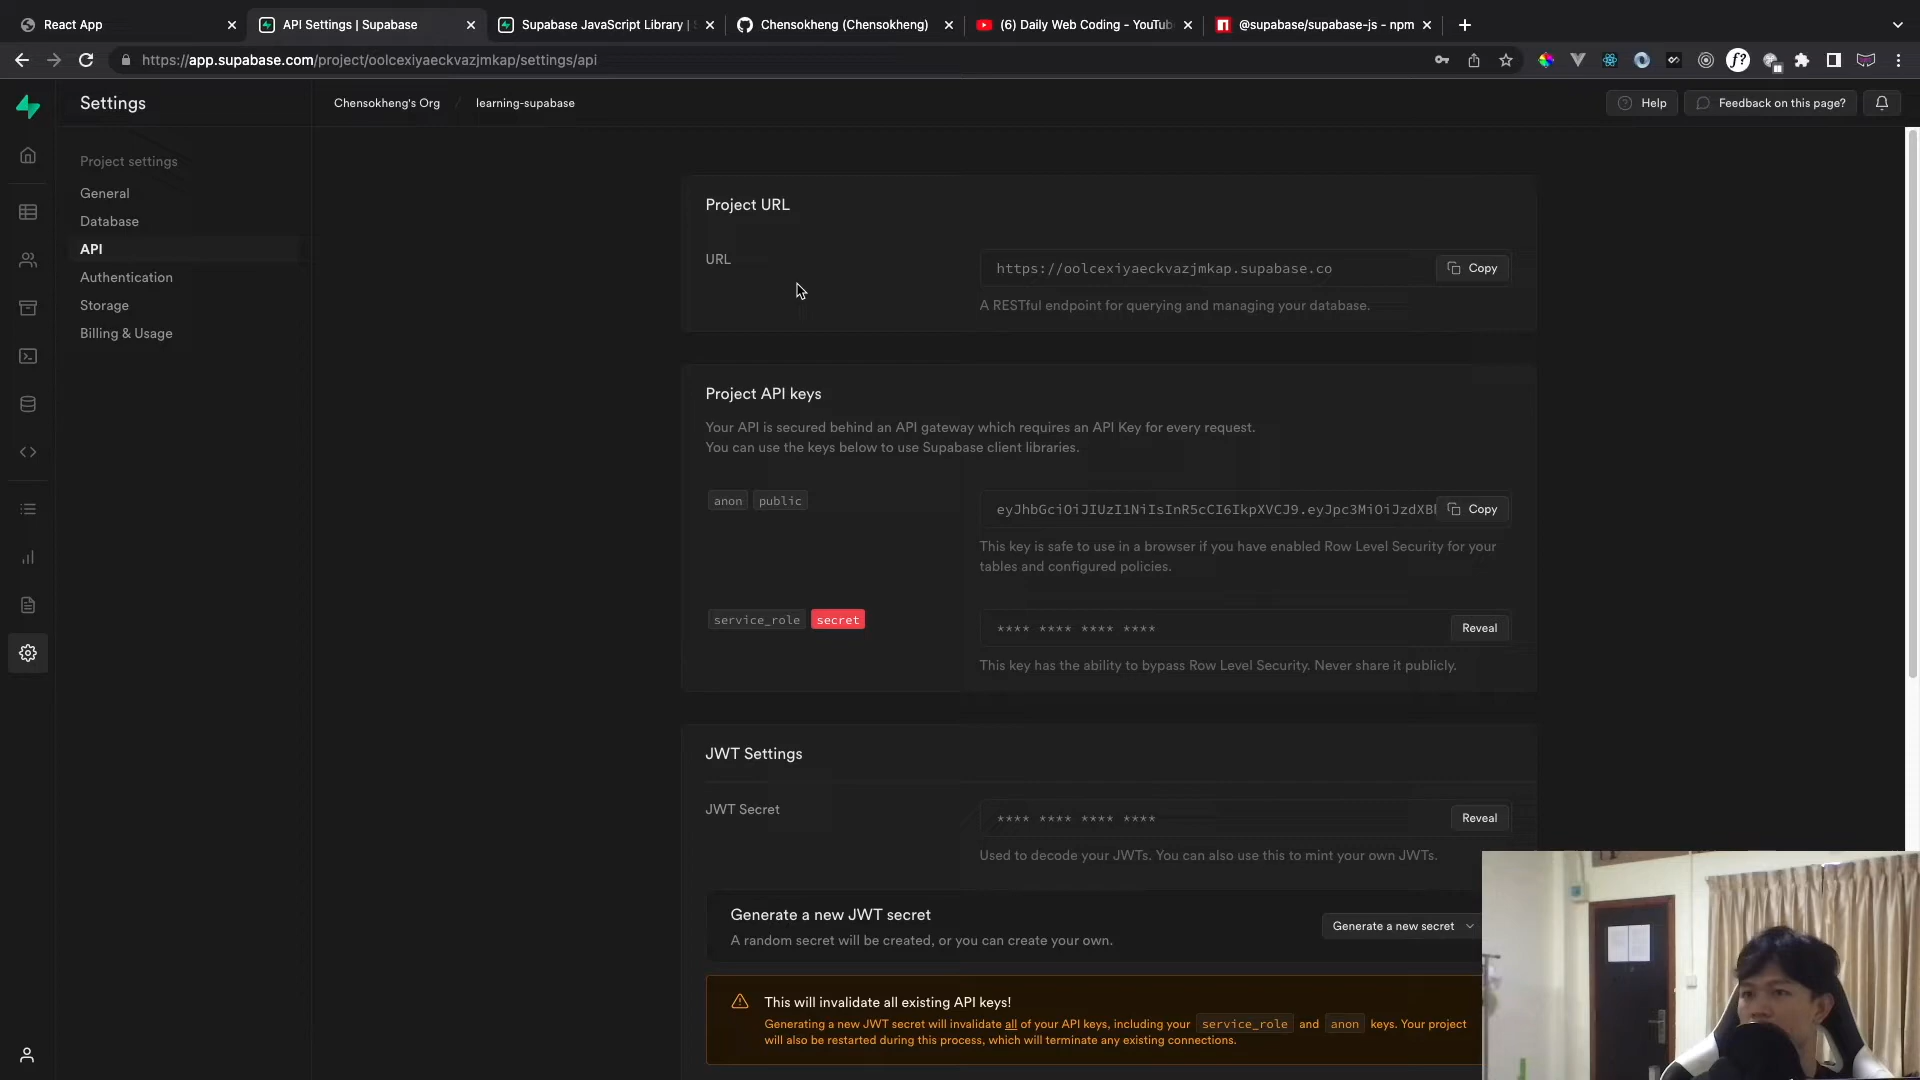 React App
API Settings | Supabase
Supabase JavaScript Library |
Chensokheng (Chensokheng)
(6) Daily Web Coding - YouTub
@supabase/supabase-js - npm
https://app.supabase.com/project/oolcexiyaeckvazjmkap/settings/api
Settings
Chensokheng's Org / learning-supabase
Help
Feedback on this page?
Project settings
General
Database
API
Authentication
Storage
Billing & Usage
Project URL
URL
https://oolcexiyaeckvazjmkap.supabase.co
Copy
A RESTful endpoint for querying and managing your database.
Project API keys
Your API is secured behind an API gateway which requires an API Key for every request.
You can use the keys below to use Supabase client libraries.
anon public
eyJhbGciOiJIUzI1NiIsInR5cCI6IkpXVCJ9.eyJpc3MiOiJzdXB
Copy
This key is safe to use in a browser if you have enabled Row Level Security for your
tables and configured policies.
service_role secret
**** **** **** ****
Reveal
This key has the ability to bypass Row Level Security. Never share it publicly.
JWT Settings
JWT Secret
**** **** **** ****
Reveal
Used to decode your JWTs. You can also use this to mint your own JWTs.
Generate a new JWT secret
A random secret will be created, or you can create your own.
Generate a new secret
This will invalidate all existing API keys!
Generating a new JWT secret will invalidate all of your API keys, including your service_role and anon keys. Your project
will also be restarted during this process, which will terminate any existing connections.